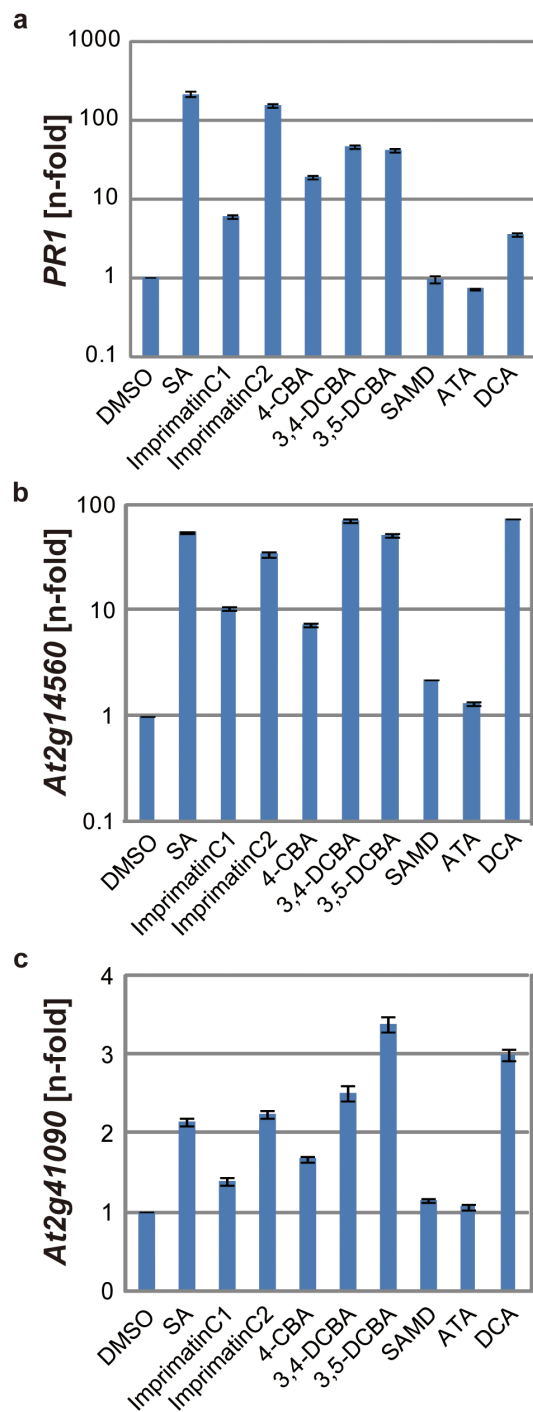 a
PR1 [n-fold]
1000
100
10
1
0.1
DMSO
SA
ImprimatinC1
ImprimatinC2
4-CBA
3,4-DCBA
3,5-DCBA
SAMD
ATA
DCA
b
At2g14560 [n-fold]
100
10
1
0.1
DMSO
SA
ImprimatinC1
ImprimatinC2
4-CBA
3,4-DCBA
3,5-DCBA
SAMD
ATA
DCA
c
At2g41090 [n-fold]
4
3
2
1
0
DMSO
SA
ImprimatinC1
ImprimatinC2
4-CBA
3,4-DCBA
3,5-DCBA
SAMD
ATA
DCA